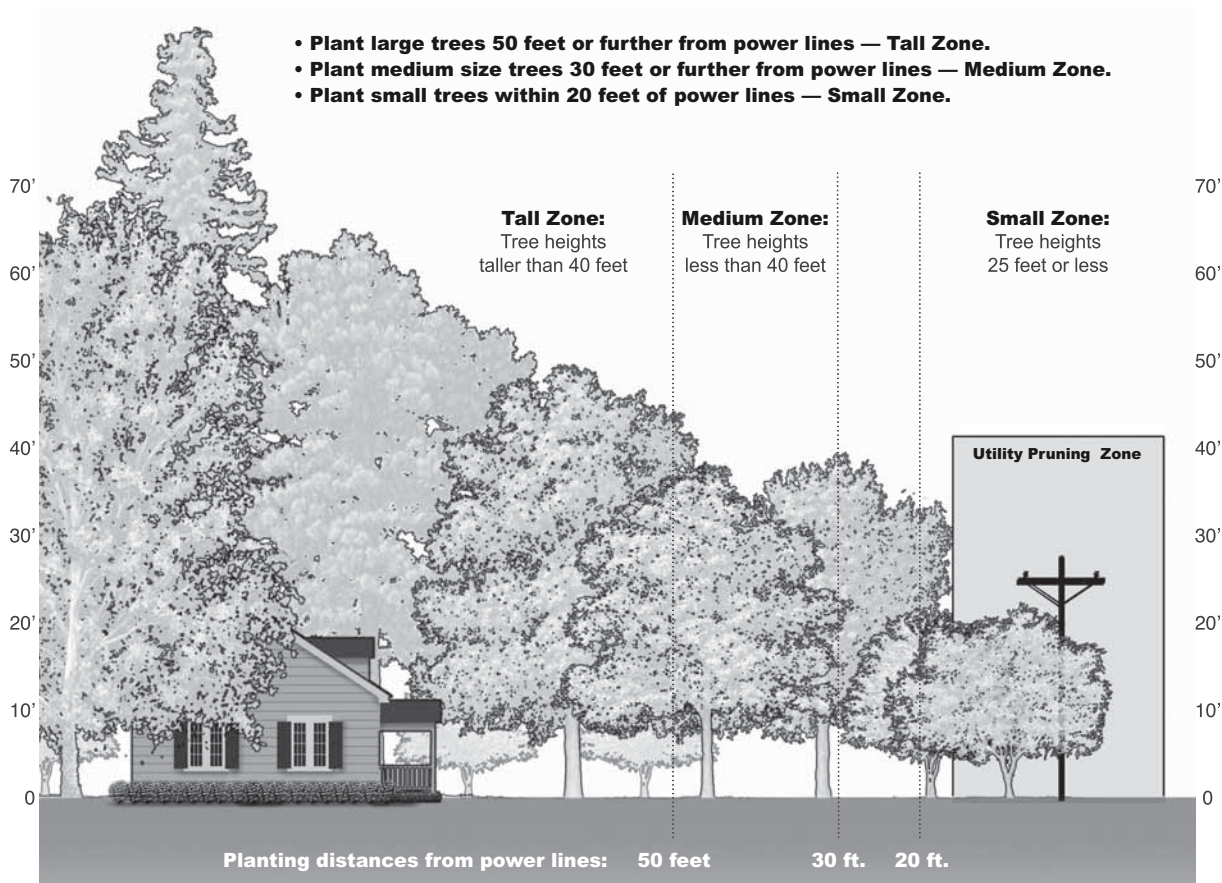 • Plant large trees 50 feet or further from power lines — Tall Zone.
• Plant medium size trees 30 feet or further from power lines — Medium Zone.
• Plant small trees within 20 feet of power lines — Small Zone.
70’ 70’
Tall Zone: Medium Zone: Small Zone:
Tree heights Tree heights Tree heights
taller than 40 feet less than 40 feet 25 feet or less
60’ 60’
50’ 50’
40’ 40’
Utility Pruning Zone
30’ 30’
20’ 20’
10’ 10’
0 0
Planting distances from power lines: 50 feet 30 ft. 20 ft.